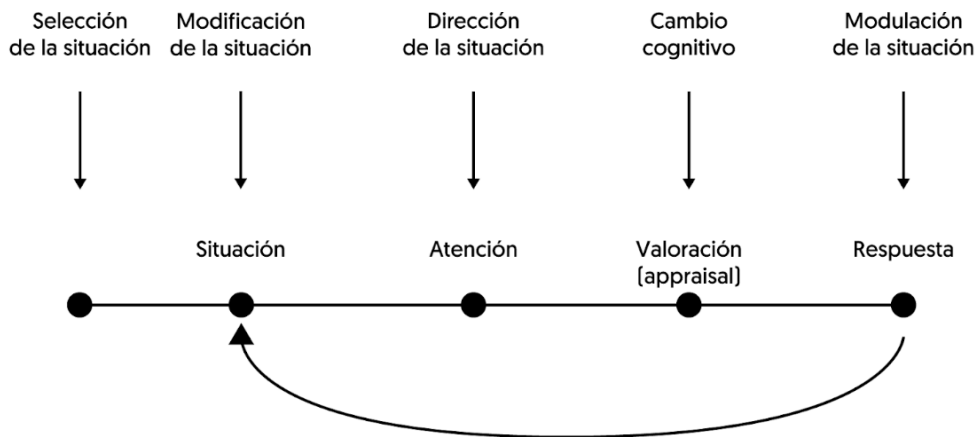 Selección
de la situación
Modificación
de la situación
Dirección
de la situación
Cambio
cognitivo
Modulación
de la situación
Situación
Atención
Valoración
(appraisal)
Respuesta